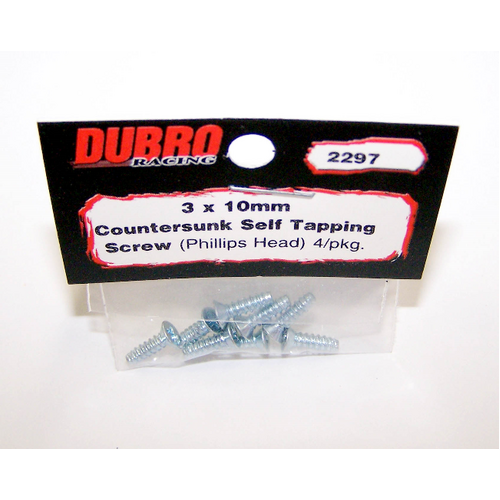 DUBRO
RACING
2297
3 x 10mm
Countersunk Self Tapping
Screw (Phillips Head) 4/pkg.